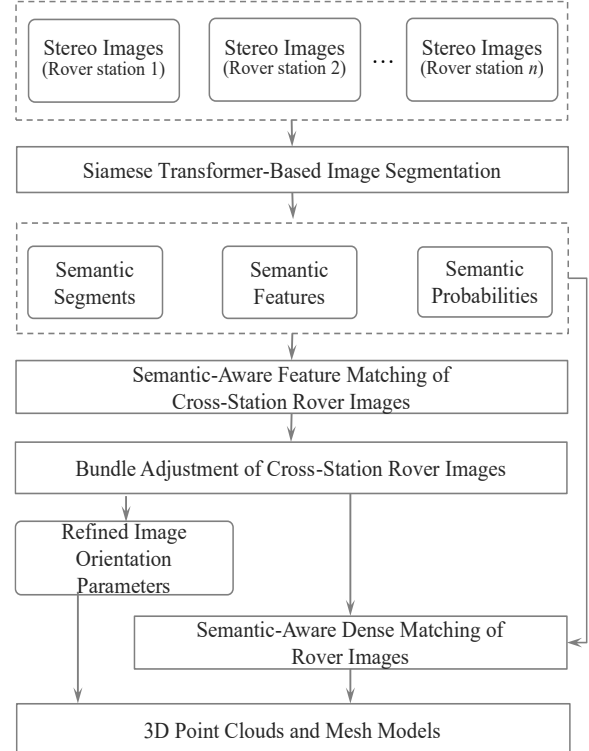 Stereo Images
(Rover station 1)
Stereo Images
(Rover station 2)
...
Stereo Images
(Rover station n)
Siamese Transformer-Based Image Segmentation
Semantic
Segments
Semantic
Features
Semantic
Probabilities
Semantic-Aware Feature Matching of
Cross-Station Rover Images
Bundle Adjustment of Cross-Station Rover Images
Refined Image
Orientation
Parameters
Semantic-Aware Dense Matching of
Rover Images
3D Point Clouds and Mesh Models